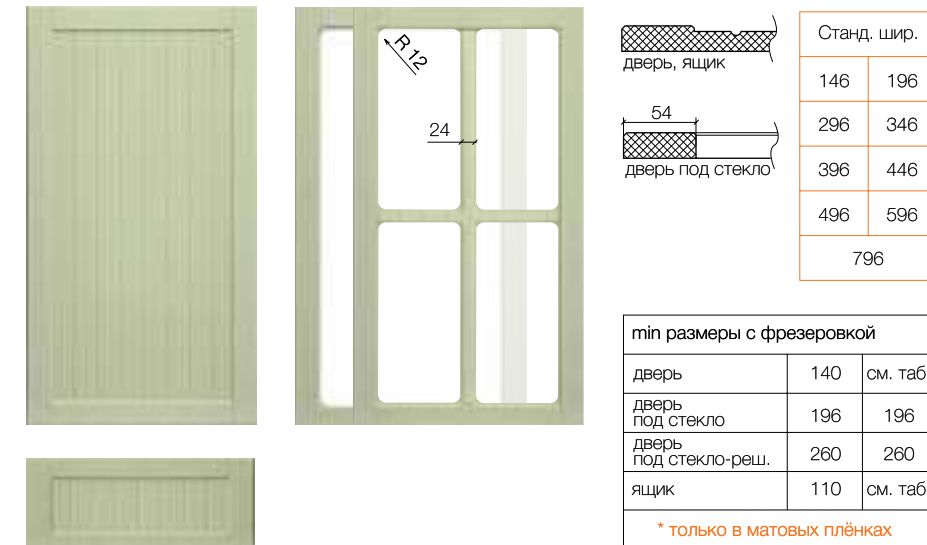 R 12
24
дверь, ящик
54
дверь под стекло
Станд. шир.
146 196
296 346
396 446
496 596
796
min размеры с фрезеровкой
дверь 140 см. таб
дверь
под стекло 196 196
дверь
под стекло-реш. 260 260
ящик 110 см. таб
* только в матовых плёнках